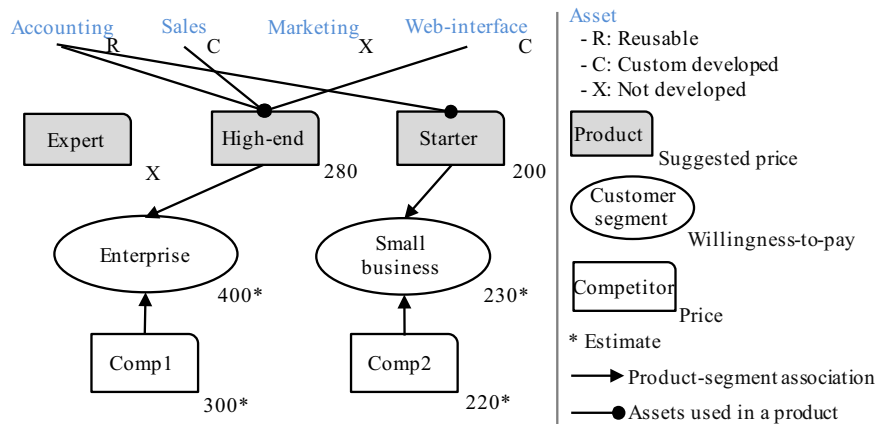 Accounting Sales Marketing Web-interface
R C X C
Expert High-end Starter
X 280 200
Enterprise Small business
400* 230*
Comp1 Comp2
300* 220*
Asset
- R: Reusable
- C: Custom developed
- X: Not developed
Product
Suggested price
Customer
segment
Willingness-to-pay
Competitor
Price
* Estimate
Product-segment association
Assets used in a product